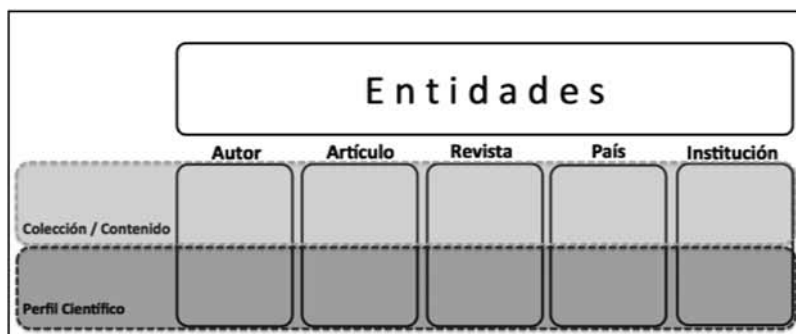 Entidades
Autor Artículo Revista País Institución
Colección / Contenido
Perfil Científico